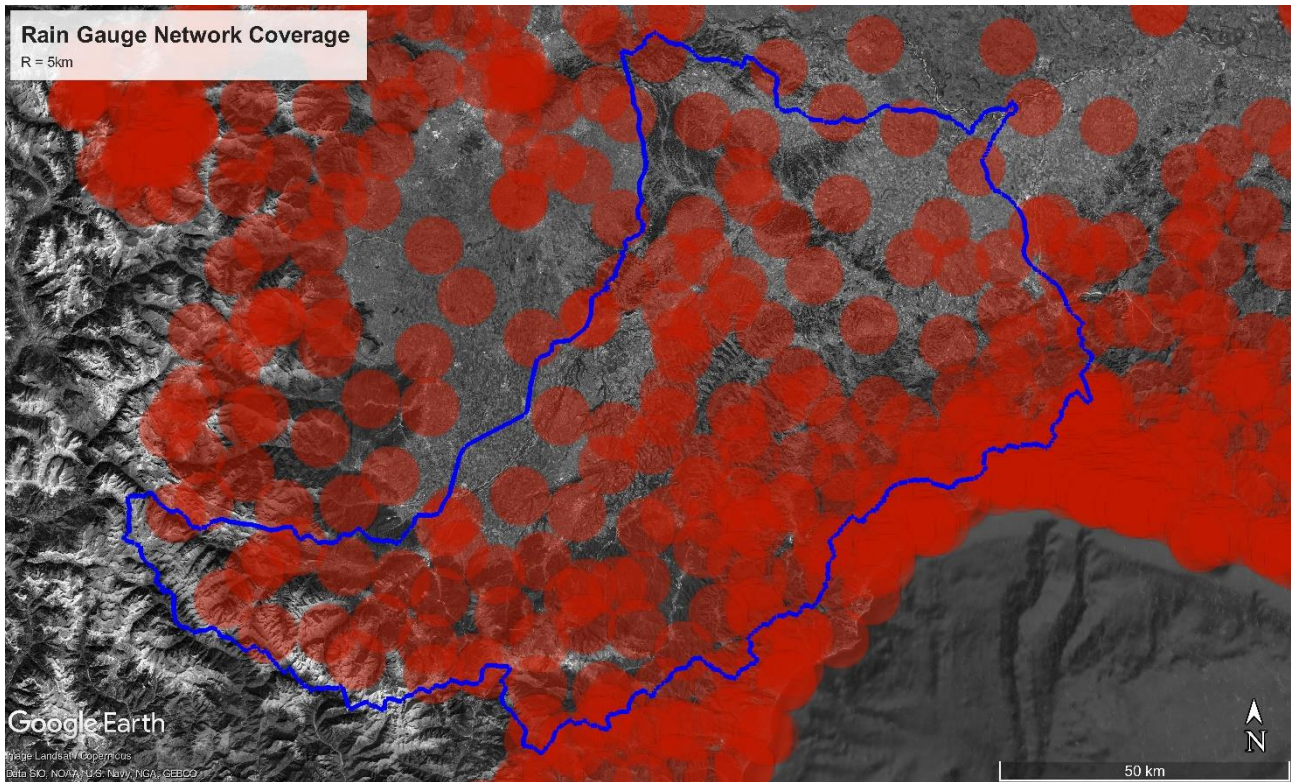 Rain Gauge Network Coverage
R = 5km
Google Earth
Image Landsat / Copernicus
Data SIO, NOAA, U.S. Navy, NGA, GEBCO
N
50 km